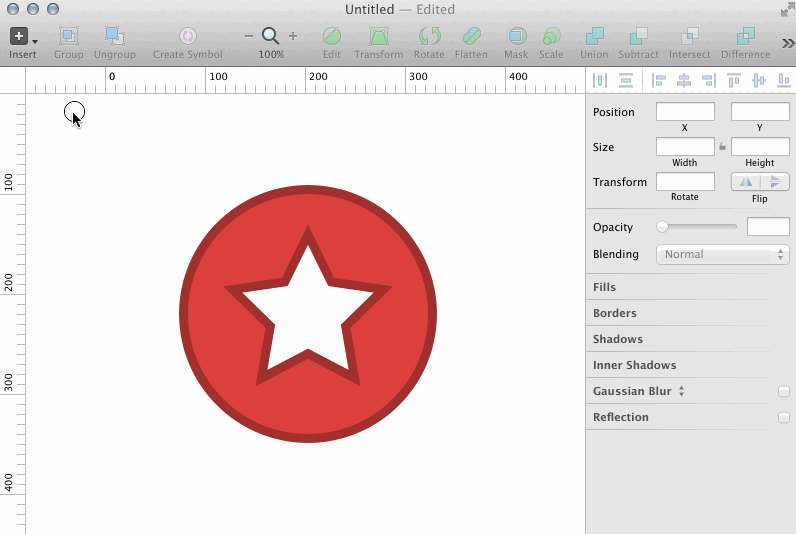 Untitled — Edited
Insert Group Ungroup Create Symbol 100% Edit Transform Rotate Flatten Mask Scale Union Subtract Intersect Difference
0 100 200 300 400
100
200
300
400
Position
X Y
Size
Width Height
Transform
Rotate Flip
Opacity
Blending Normal
Fills
Borders
Shadows
Inner Shadows
Gaussian Blur
Reflection